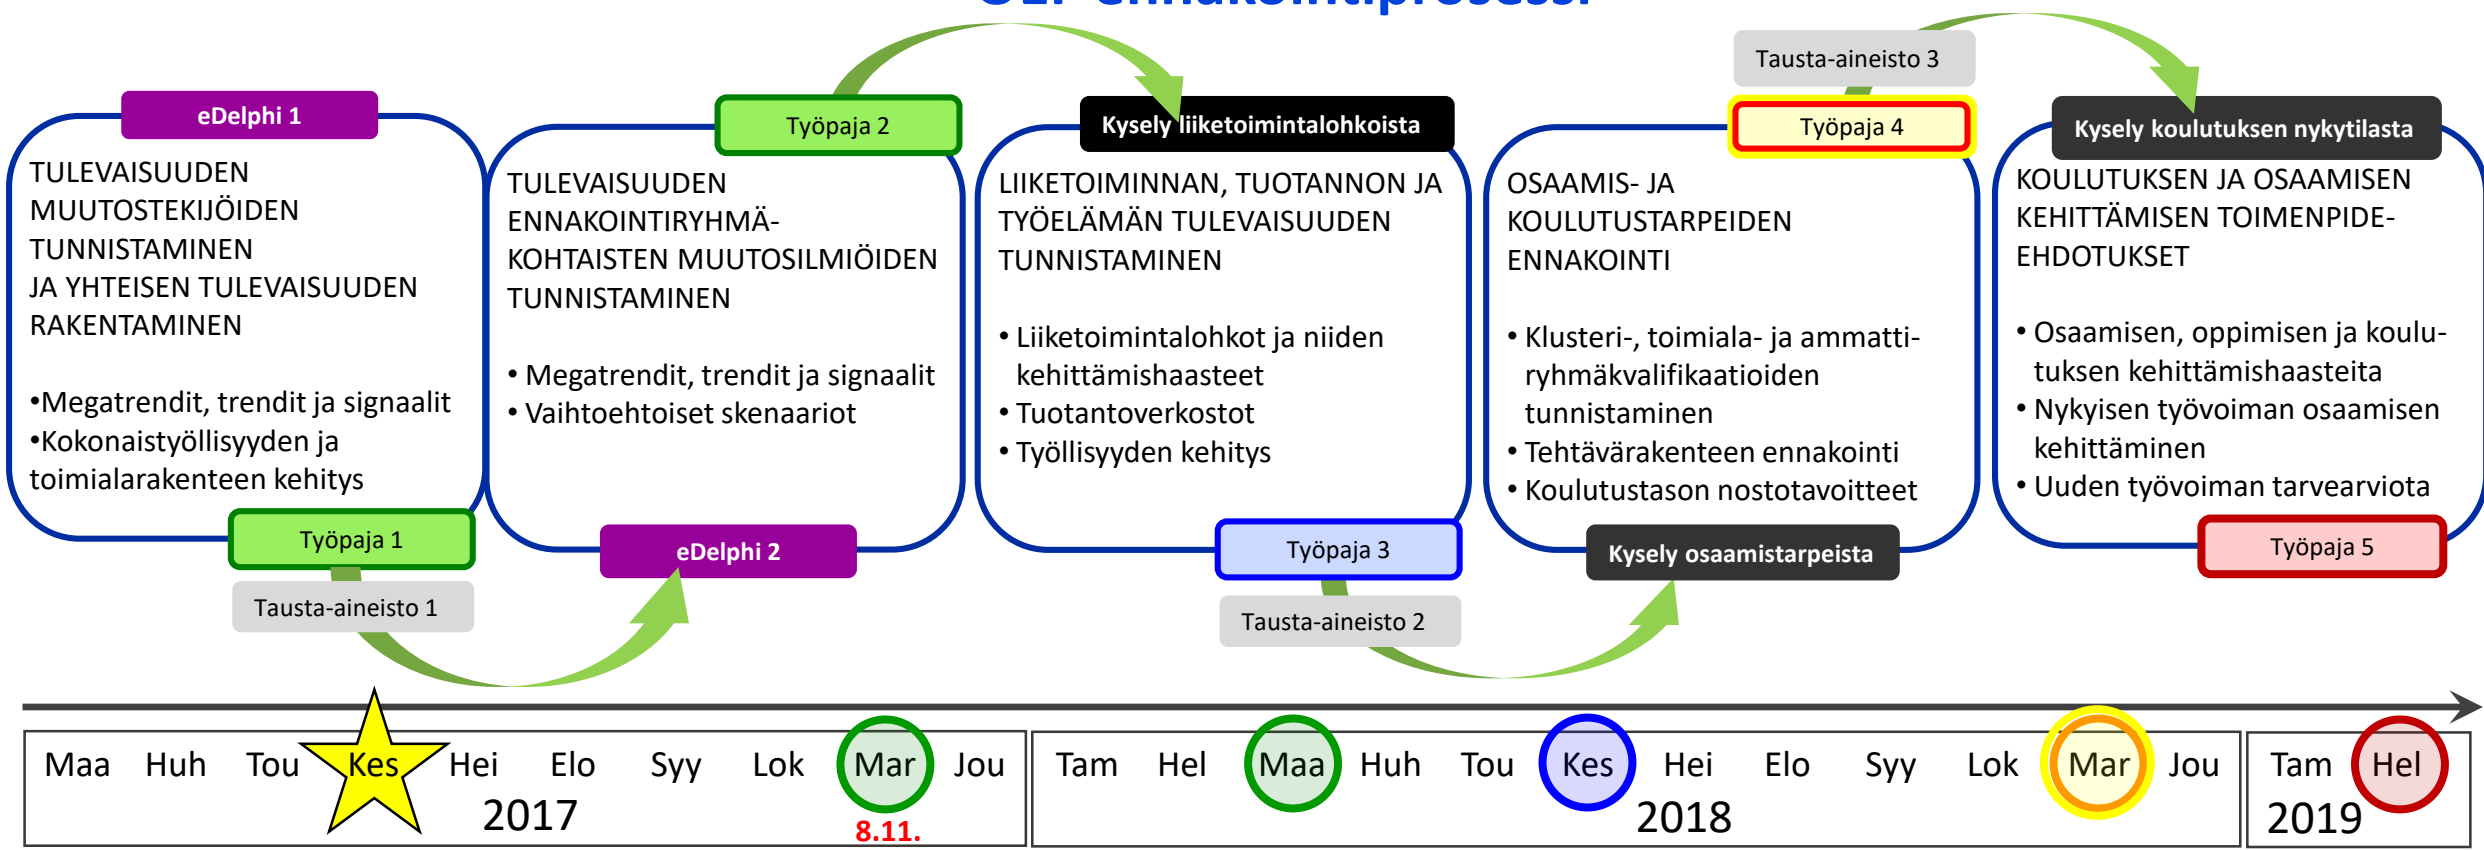 ennakointiprosessi
eDelphi 1
TULEVAISUUDEN
MUUTOSTEKIJÖIDEN
TUNNISTAMINEN
JA YHTEISEN TULEVAISUUDEN
RAKENTAMINEN
•Megatrendit, trendit ja signaalit
•Kokonaistyöllisyyden ja
toimialarakenteen kehitys
Työpaja 1
Tausta-aineisto 1
Työpaja 2
TULEVAISUUDEN
ENNAKOINTIRYHMÄ-
KOHTAISTEN MUUTOSILMIÖIDEN
TUNNISTAMINEN
• Megatrendit, trendit ja signaalit
• Vaihtoehtoiset skenaariot
eDelphi 2
Kysely liiketoimintalohkoista
LIIKETOIMINNAN, TUOTANNON JA
TYÖELÄMÄN TULEVAISUUDEN
TUNNISTAMINEN
• Liiketoimintalohkot ja niiden
kehittämishaasteet
• Tuotantoverkostot
• Työllisyyden kehitys
Työpaja 3
Tausta-aineisto 2
Tausta-aineisto 3
Työpaja 4
OSAAMIS- JA
KOULUTUSTARPEIDEN
ENNAKOINTI
• Klusteri-, toimiala- ja ammatti-
ryhmäkvalifikaatioiden
tunnistaminen
• Tehtävärakenteen ennakointi
• Koulutustason nostotavoitteet
Kysely osaamistarpeista
Kysely koulutuksen nykytilasta
KOULUTUKSEN JA OSAAMISEN
KEHITTÄMISEN TOIMENPIDE-
EHDOTUKSET
• Osaamisen, oppimisen ja koulu-
tuksen kehittämishaasteita
• Nykyisen työvoiman osaamisen
kehittäminen
• Uuden työvoiman tarvearviota
Työpaja 5
Maa Huh Tou Kes Hei Elo Syy Lok Mar Jou
2017
8.11.
Tam Hel Maa Huh Tou Kes Hei Elo Syy Lok Mar Jou
2018
Tam Hel
2019